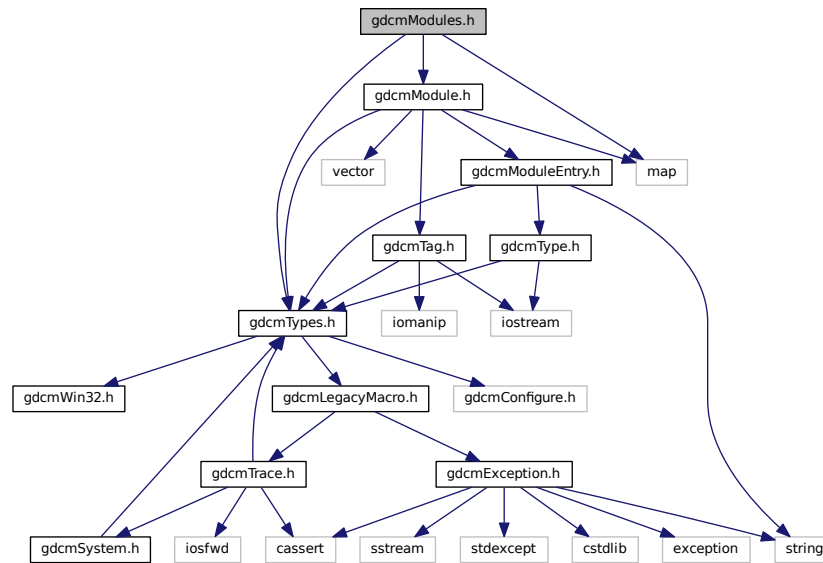 gdcmModules.h
gdcmModule.h
vector
gdcmModuleEntry.h
map
gdcmTag.h
gdcmType.h
gdcmTypes.h
iomanip
iostream
gdcmWin32.h
gdcmLegacyMacro.h
gdcmConfigure.h
gdcmTrace.h
gdcmException.h
gdcmSystem.h
iosfwd
cassert
sstream
stdexcept
cstdlib
exception
string